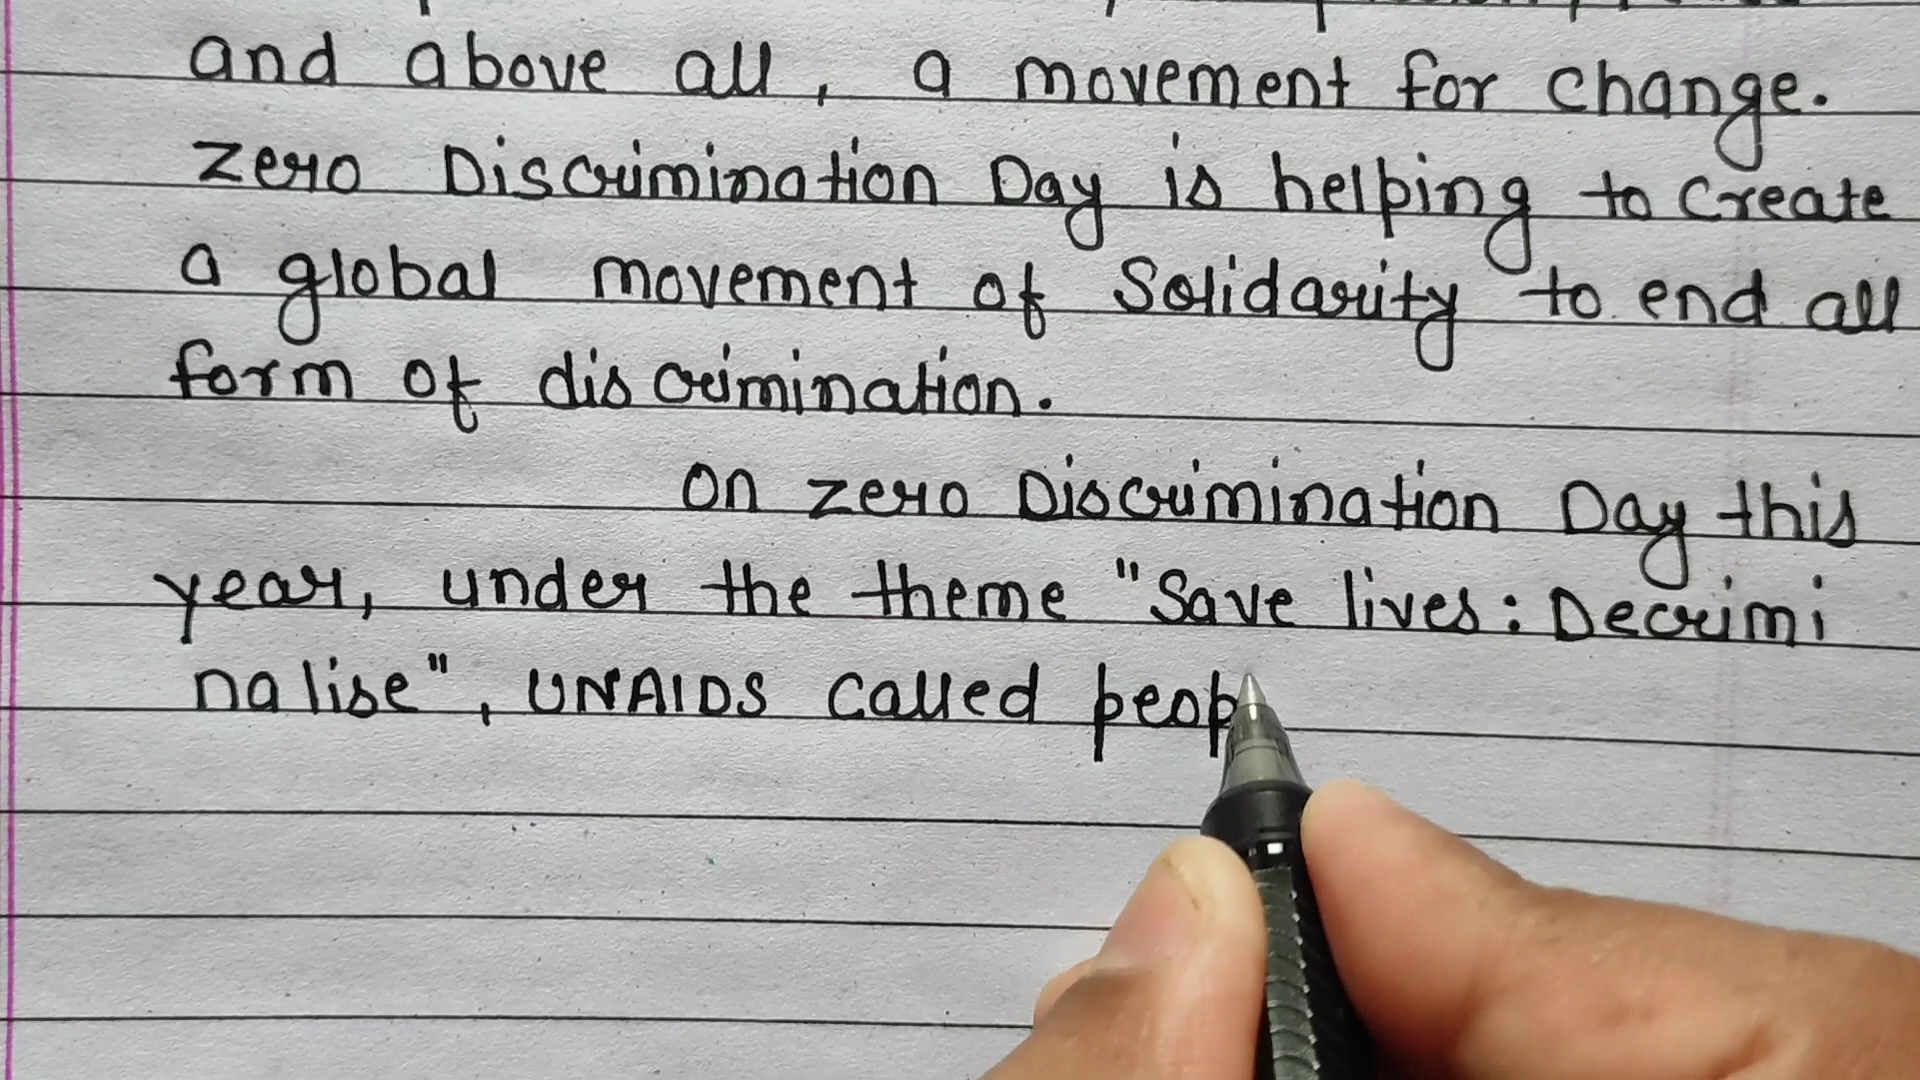 and above all, a movement for change.
Zero Discrimination Day is helping to create
a global movement of Solidarity to end all
form of discrimination.
On Zero Discrimination Day this
year, under the theme "Save lives: Decrimi
nalise", UNAIDS called peop